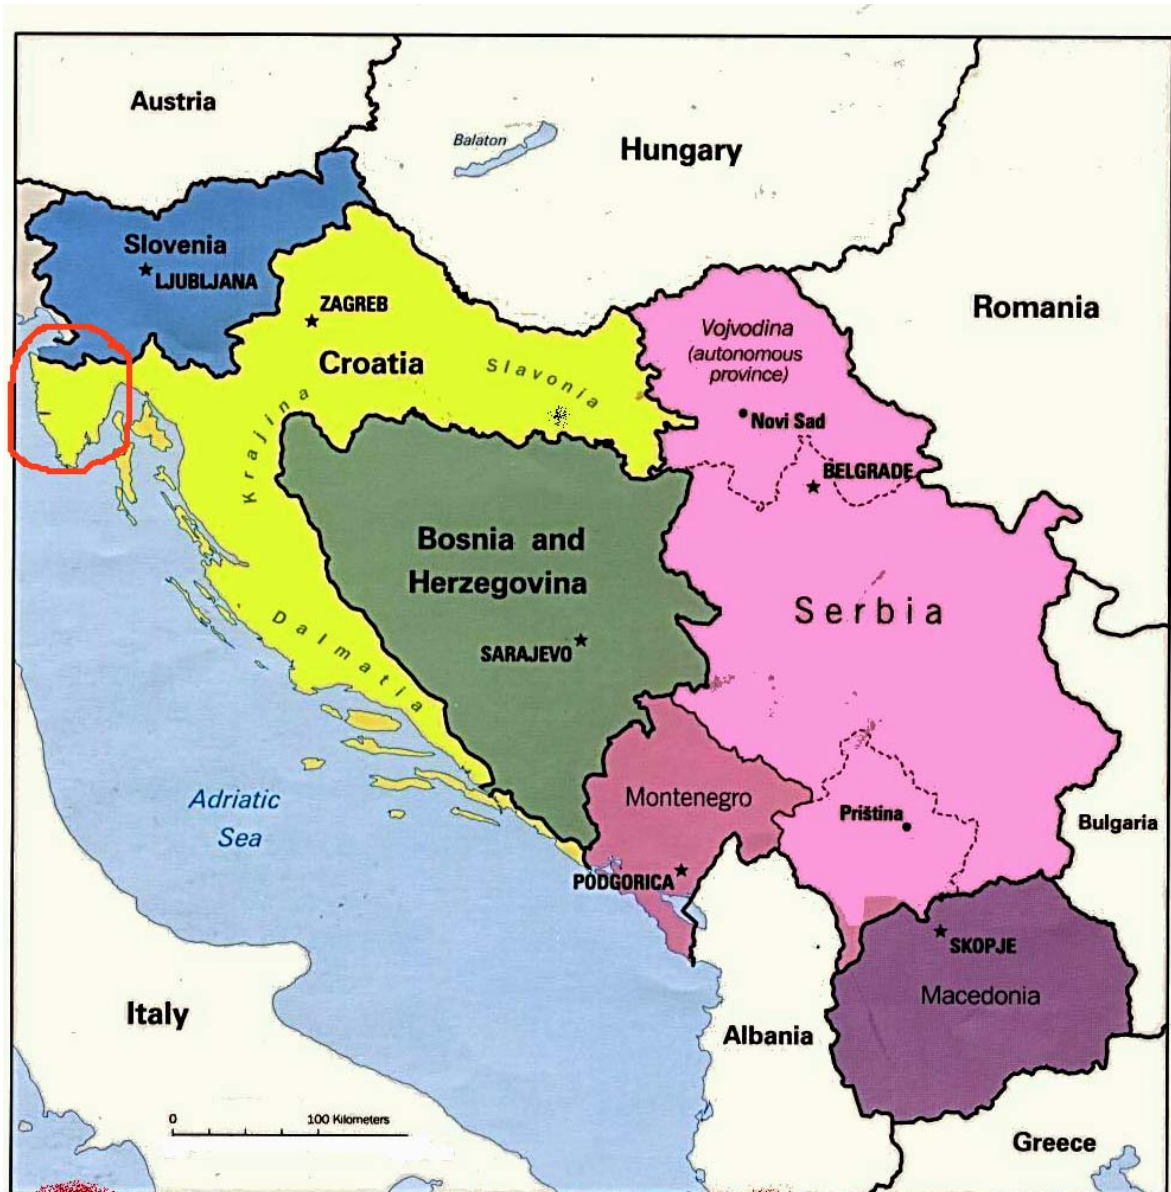 Austria
Balaton
Hungary
Slovenia
LJUBLJANA
ZAGREB
Croatia
Slavonia
Krajina
Vojvodina
(autonomous
province)
Novi Sad
BELGRADE
Romania
Bosnia and
Herzegovina
SARAJEVO
Serbia
Dalmatia
Adriatic
Sea
Montenegro
Priština
Bulgaria
PODGORICA
SKOPJE
Macedonia
Italy
Albania
0 100 Kilometers
Greece